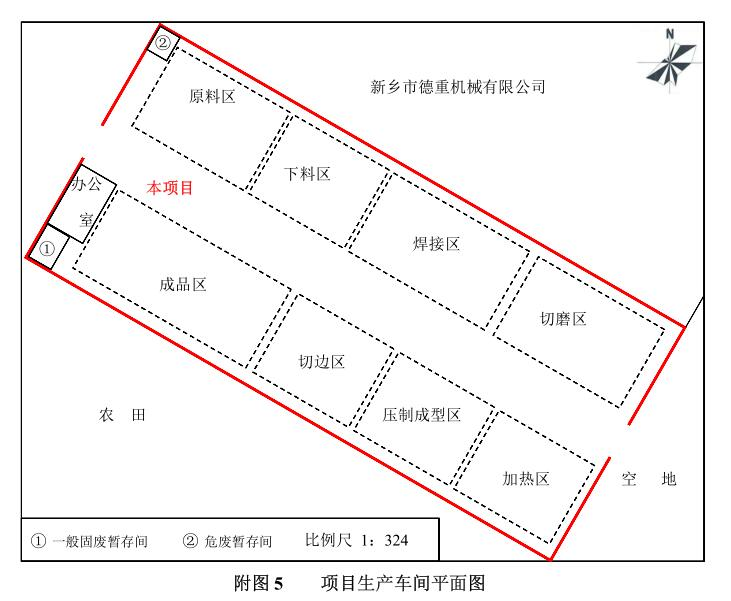 N
②
新乡市德重机械有限公司
原料区
下料区
办公
室
本项目
焊接区
①
成品区
切磨区
切边区
农 田
压制成型区
加热区
空 地
① 一般固废暂存间 ② 危废暂存间 比例尺 1：324
附图 5 项目生产车间平面图